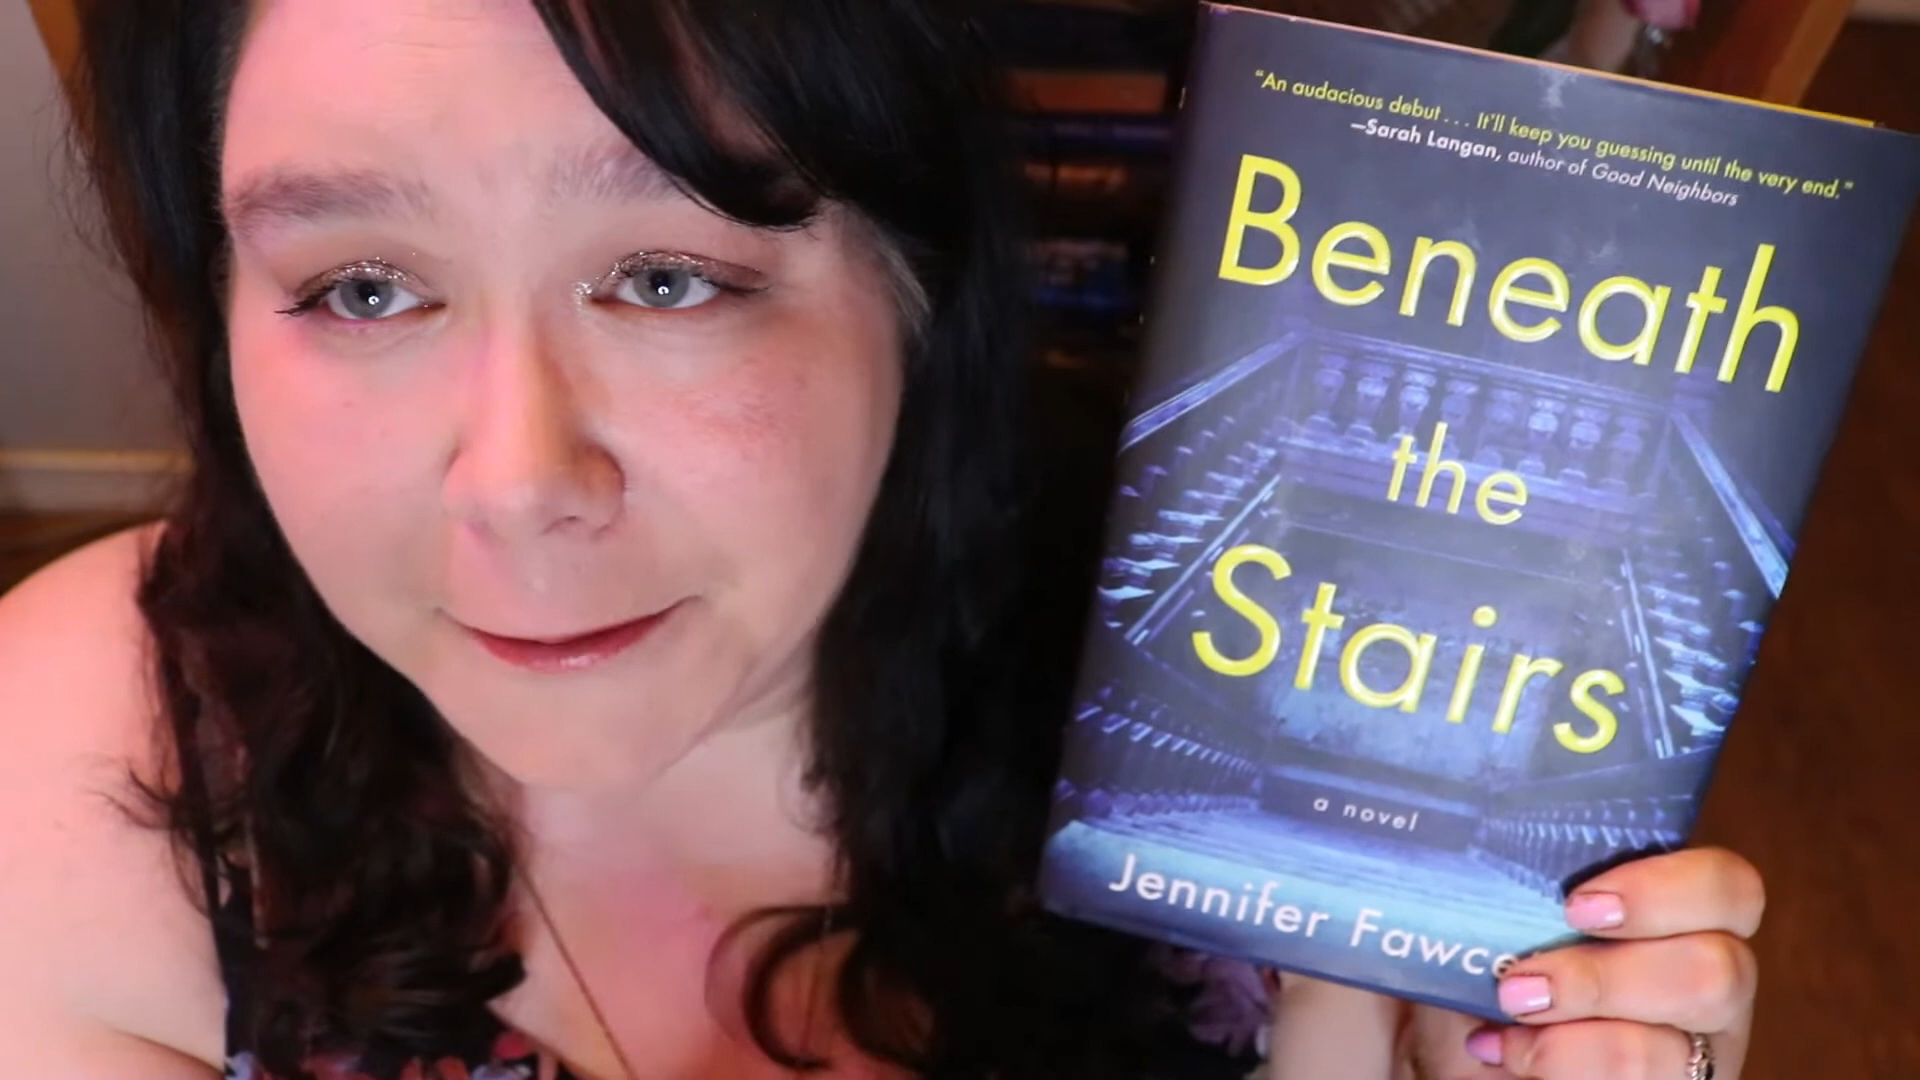 “An audacious debut . . . It’ll keep you guessing until the very end.”
—Sarah Langan, author of Good Neighbors
Beneath
the
Stairs
a novel
Jennifer Fawce